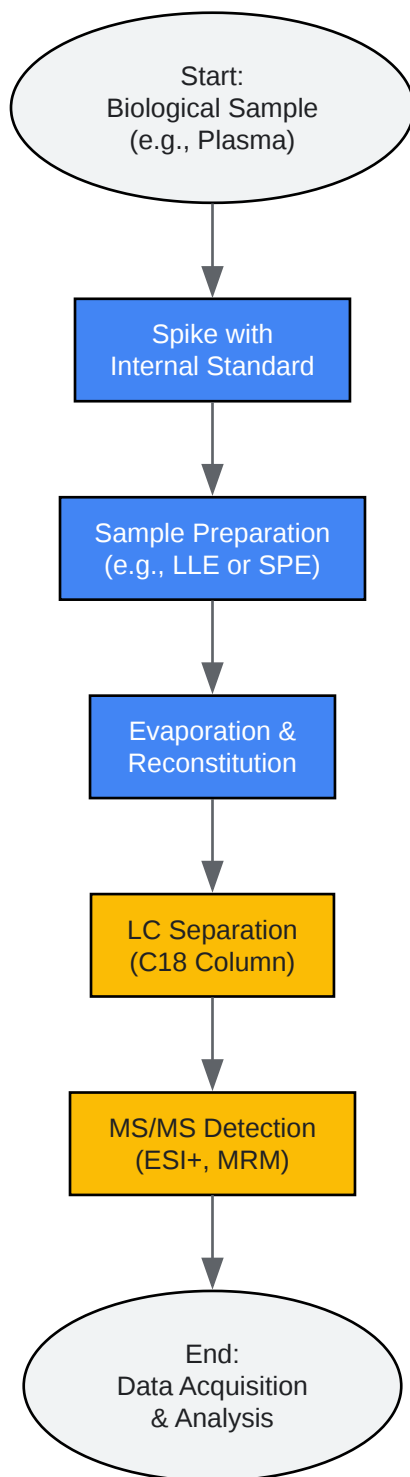 Start:
Biological Sample
(e.g., Plasma)
Spike with
Internal Standard
Sample Preparation
(e.g., LLE or SPE)
Evaporation &
Reconstitution
LC Separation
(C18 Column)
MS/MS Detection
(ESI+, MRM)
End:
Data Acquisition
& Analysis